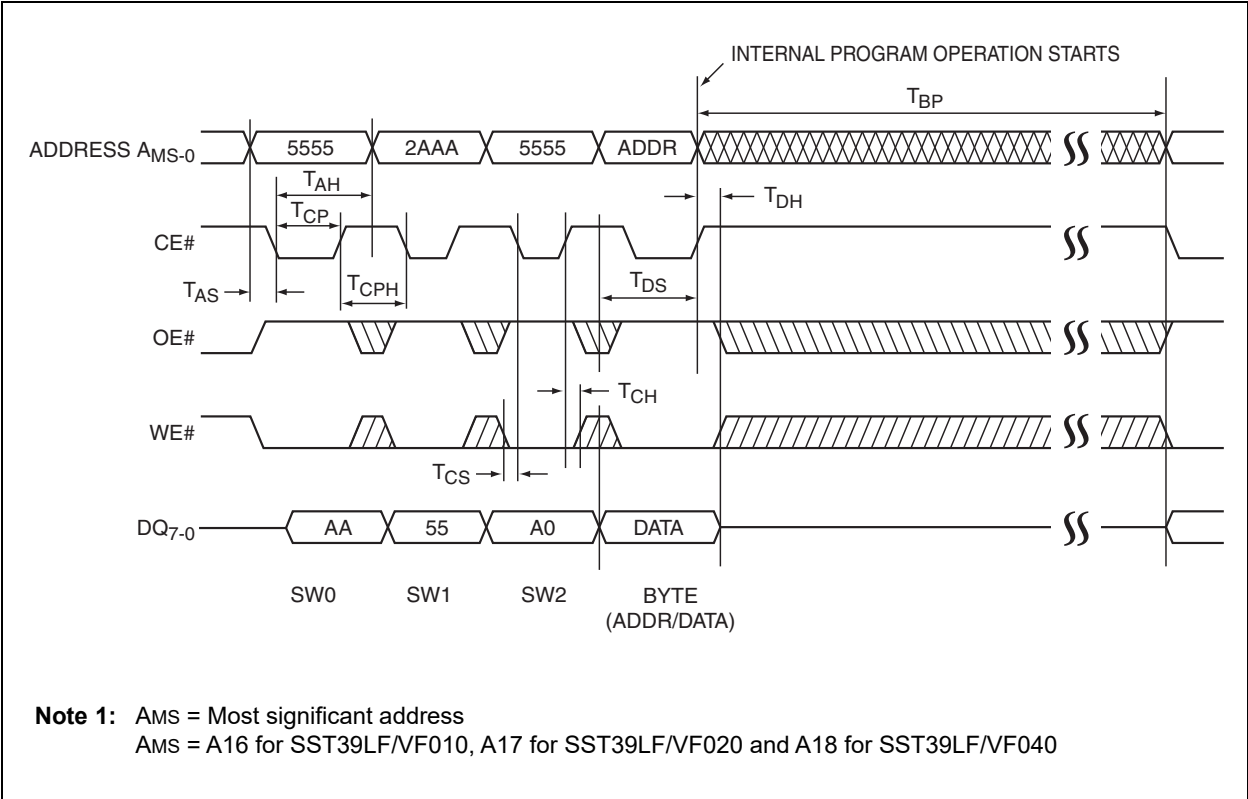 INTERNAL PROGRAM OPERATION STARTS
TBP
ADDRESS AMS-0
5555
2AAA
5555
ADDR
TAH
TDH
TCP
CE#
TDS
TAS
TCPH
OE#
TCH
WE#
TCS
DQ7-0
AA
55
A0
DATA
SW0
SW1
SW2
BYTE
(ADDR/DATA)
Note 1: AMS = Most significant address
AMS = A16 for SST39LF/VF010, A17 for SST39LF/VF020 and A18 for SST39LF/VF040